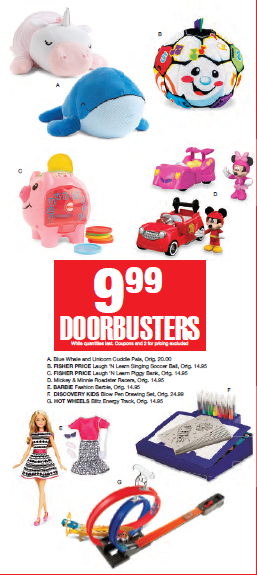 B
A
C
D
9.99
DOORBUSTERS
While quantities last. Coupons and 2 for pricing excluded
A. Blue Whale and Unicorn Cuddle Pals, Orig. 20.00
B. FISHER PRICE Laugh 'N Learn Singing Soccer Ball, Orig. 14.95
C. FISHER PRICE Laugh 'N Learn Piggy Bank, Orig. 14.95
D. Mickey & Minnie Roadster Racers, Orig. 14.95
E. BARBIE Fashion Barbie, Orig. 14.95
F. DISCOVERY KIDS Blow Pen Drawing Set, Orig. 24.99
G. HOT WHEELS Blitz Energy Track, Orig. 14.95
F
E
G